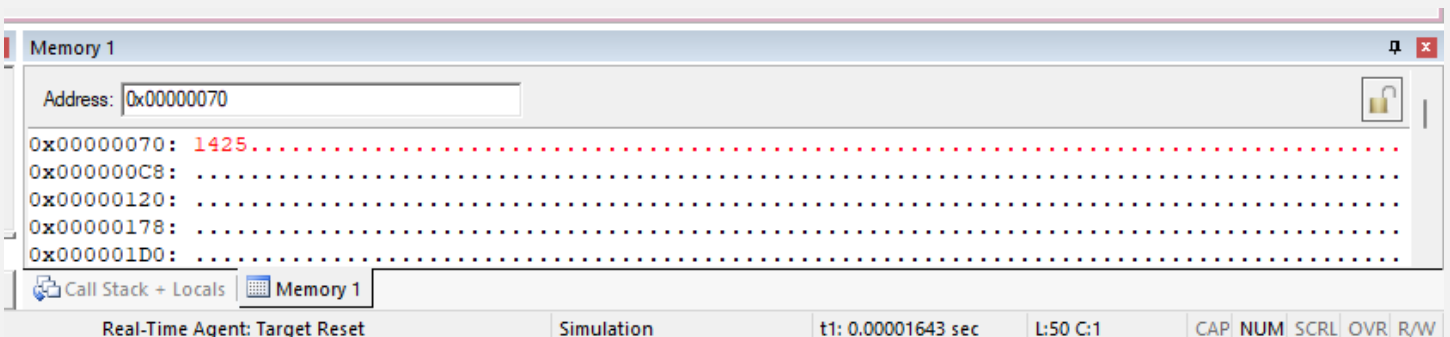 Memory 1
Address: 0x00000070
0x00000070: 1425....................................................................................
0x000000C8: ........................................................................................
0x00000120: ........................................................................................
0x00000178: ........................................................................................
0x000001D0: ........................................................................................
Call Stack + Locals Memory 1
Real-Time Agent: Target Reset Simulation t1: 0.00001643 sec L:50 C:1 CAP NUM SCRL OVR R/W